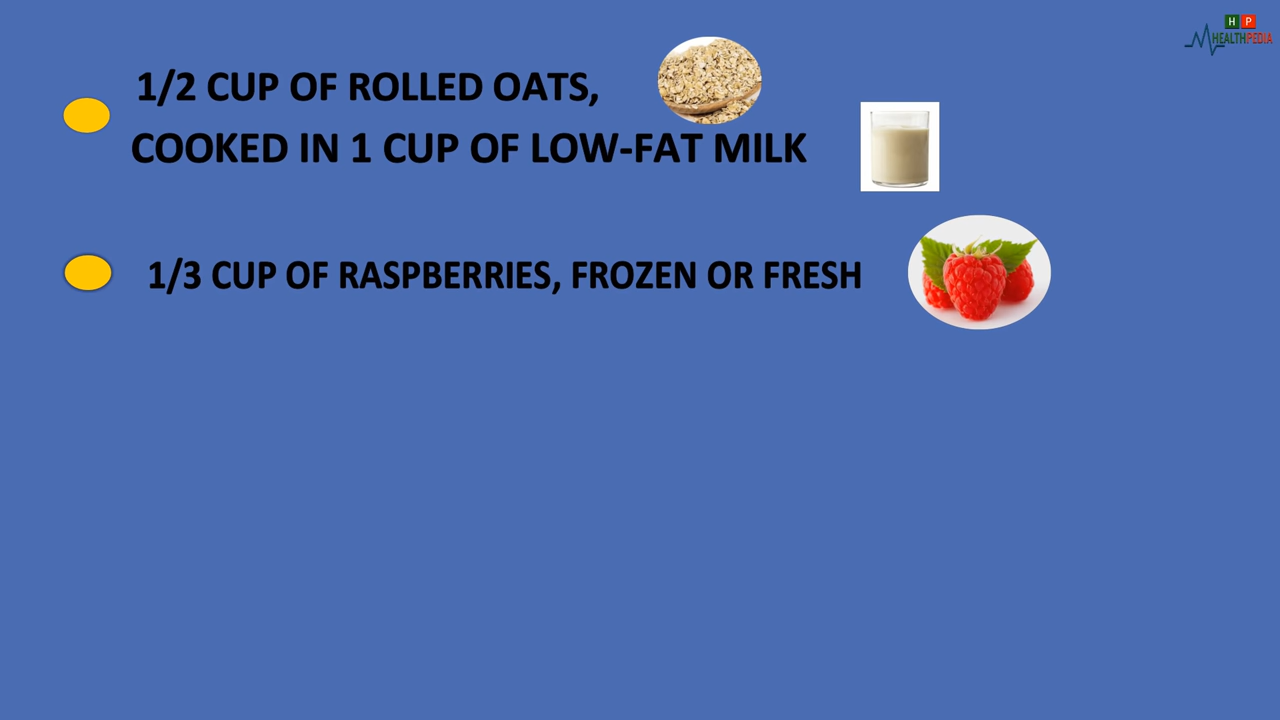 H P
HEALTHPEDIA
1/2 CUP OF ROLLED OATS,
COOKED IN 1 CUP OF LOW-FAT MILK
1/3 CUP OF RASPBERRIES, FROZEN OR FRESH